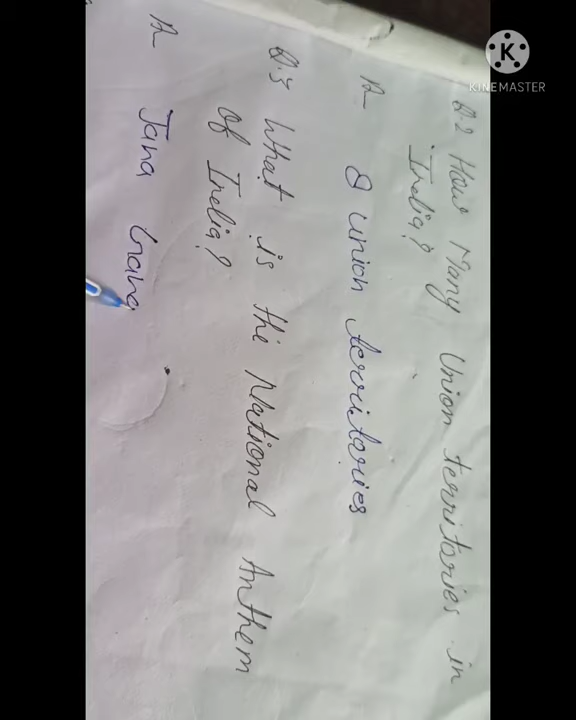 KINEMASTER
Q.2 How Many Union territories in
India?
A 8 union territories
Q.3 What is the National Anthem
of India?
A Jana Gana